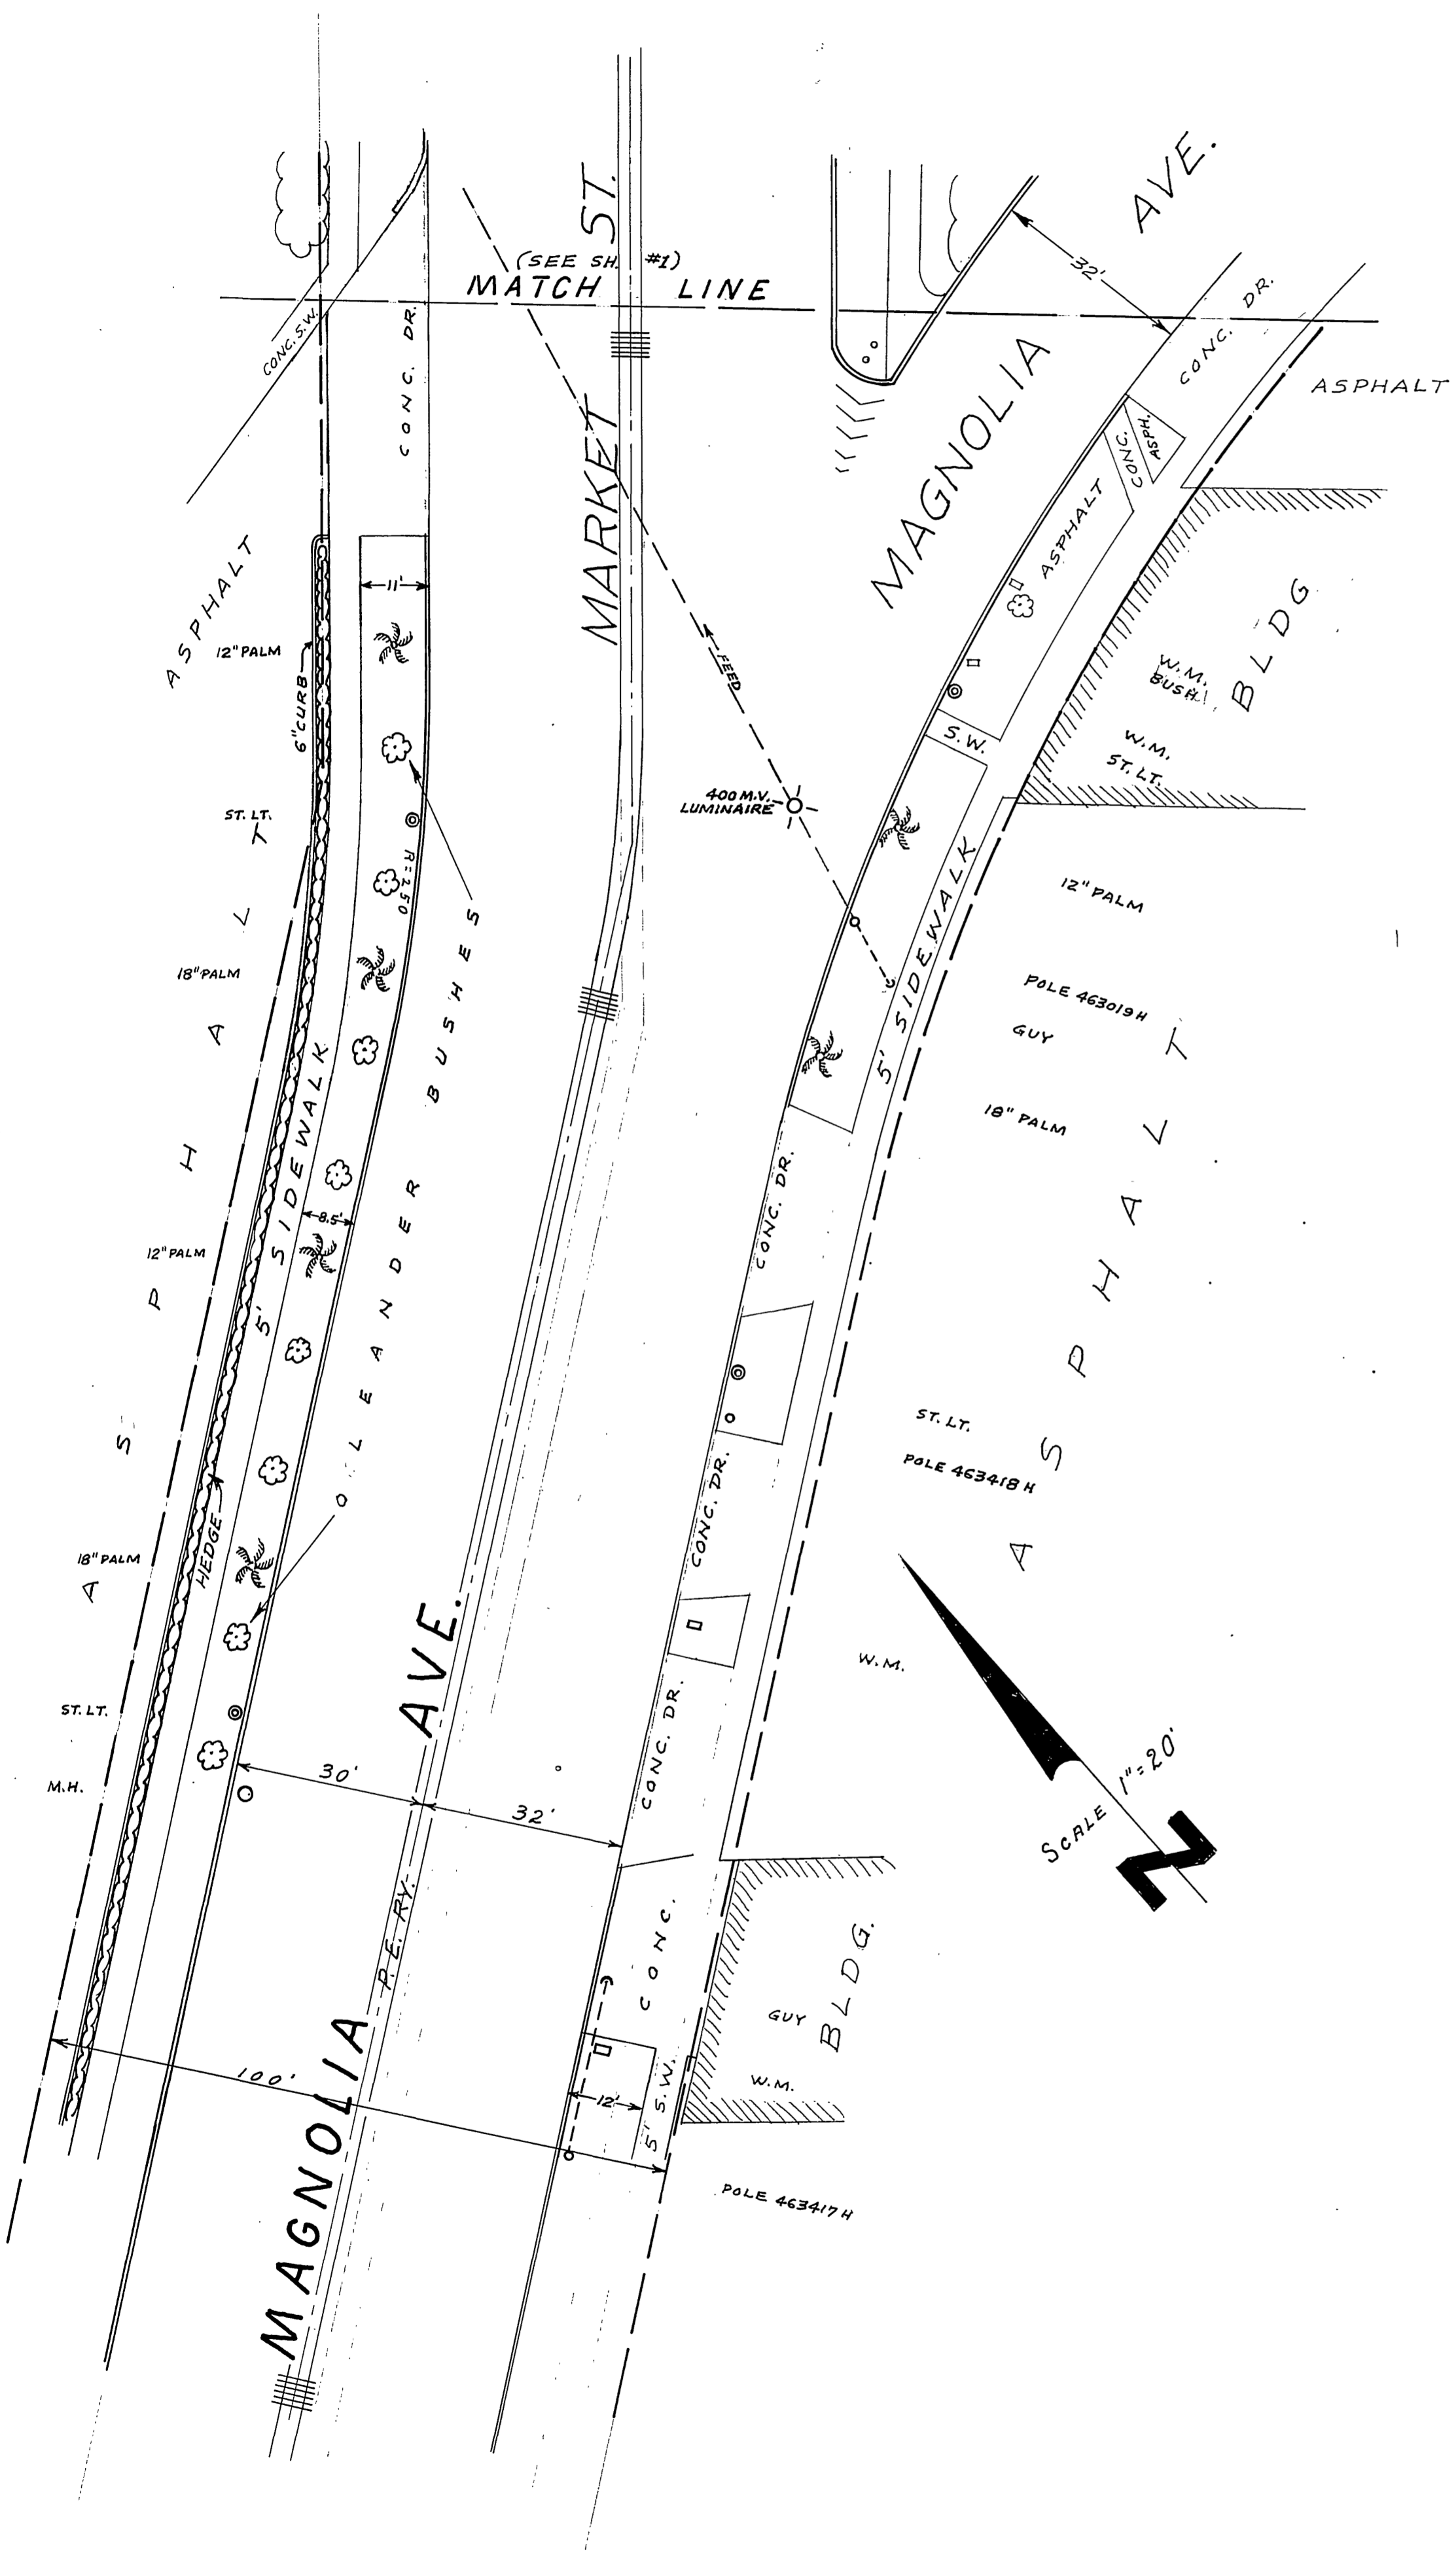 AVE.
MARKET ST.
(SEE SH. #1)
MATCH LINE
32'
CONC. DR.
ASPHALT
CONC. S.W.
CONC. DR.
MAGNOLIA
CONC.
ASPH.
ASPHALT
11'
ASPHALT
12" PALM
6" CURB
FEED
BLDG
W.M.
BUSH
S.W.
W.M.
ST. LT.
400 M.V.
LUMINAIRE
ST. LT.
R=250
12" PALM
18" PALM
OLEANDER BUSHES
5' SIDEWALK
POLE 463019H
GUY
18" PALM
5' SIDEWALK
8.5'
12" PALM
CONC. DR.
ASPHALT
ASPHALT
ST. LT.
POLE 463418H
CONC. DR.
HEDGE
18" PALM
W.M.
CONC. DR.
ST. LT.
M.H.
30'
32'
SCALE 1"=20'
N
MAGNOLIA AVE.
P.E. RY.
CONC.
BLDG.
GUY
W.M.
100'
12'
5' S.W.
POLE 463417H